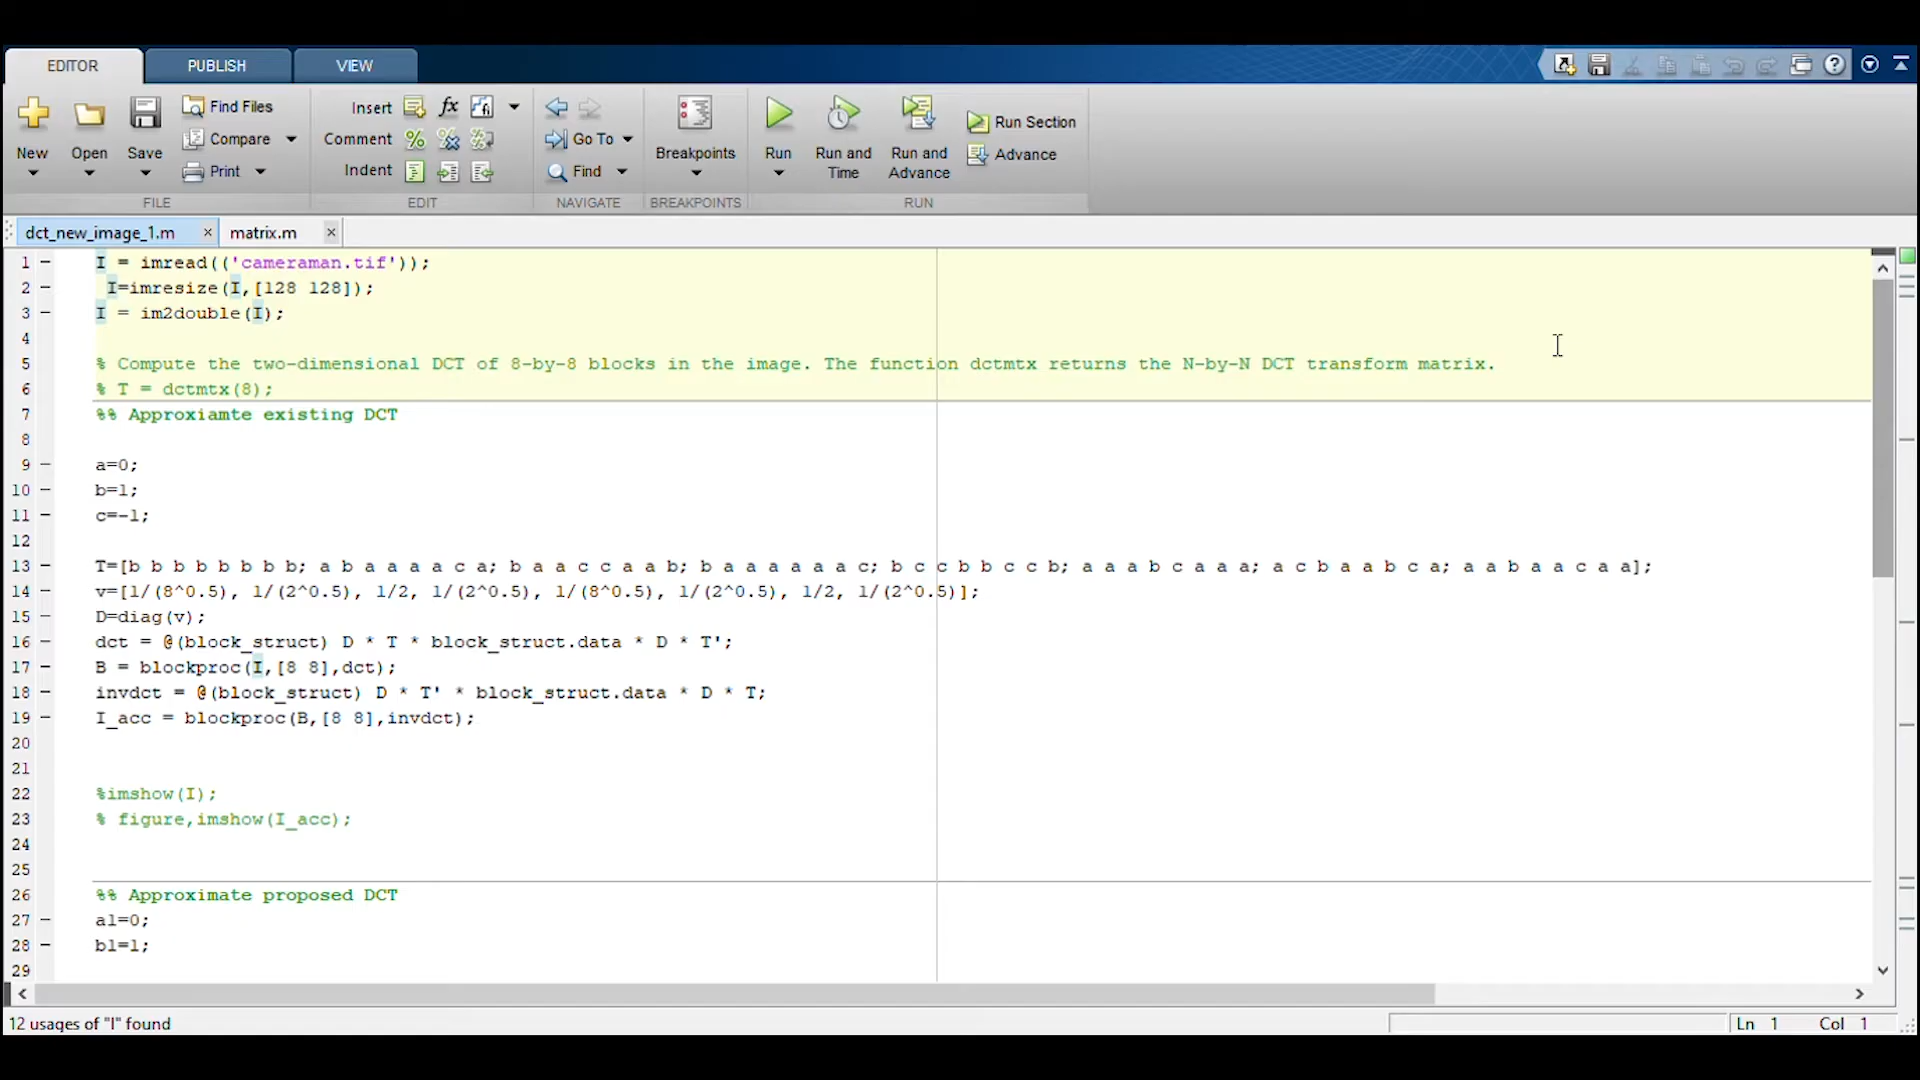 EDITOR PUBLISH VIEW
New Open Save Find Files Compare Print
Insert Comment Indent
Go To Find
Breakpoints
Run Run and Time Run and Advance Run Section Advance
FILE EDIT NAVIGATE BREAKPOINTS RUN
dct_new_image_1.m × matrix.m ×
1 – I = imread(('cameraman.tif'));
2 – I=imresize(I,[128 128]);
3 – I = im2double(I);
4
5 % Compute the two-dimensional DCT of 8-by-8 blocks in the image. The function dctmtx returns the N-by-N DCT transform matrix.
6 % T = dctmtx(8);
7 %% Approxiamte existing DCT
8
9 – a=0;
10 – b=1;
11 – c=-1;
12
13 – T=[b b b b b b b b; a b a a a a c a; b a a c c a a b; b a a a a a a c; b c c b b c c b; a a a b c a a a; a c b a a b c a; a a b a a c a a];
14 – v=[1/(8^0.5), 1/(2^0.5), 1/2, 1/(2^0.5), 1/(8^0.5), 1/(2^0.5), 1/2, 1/(2^0.5)];
15 – D=diag(v);
16 – dct = @(block_struct) D * T * block_struct.data * D * T';
17 – B = blockproc(I,[8 8],dct);
18 – invdct = @(block_struct) D * T' * block_struct.data * D * T;
19 – I_acc = blockproc(B,[8 8],invdct);
20
21
22 %imshow(I);
23 % figure,imshow(I_acc);
24
25
26 %% Approximate proposed DCT
27 – a1=0;
28 – b1=1;
29
12 usages of "I" found Ln 1 Col 1